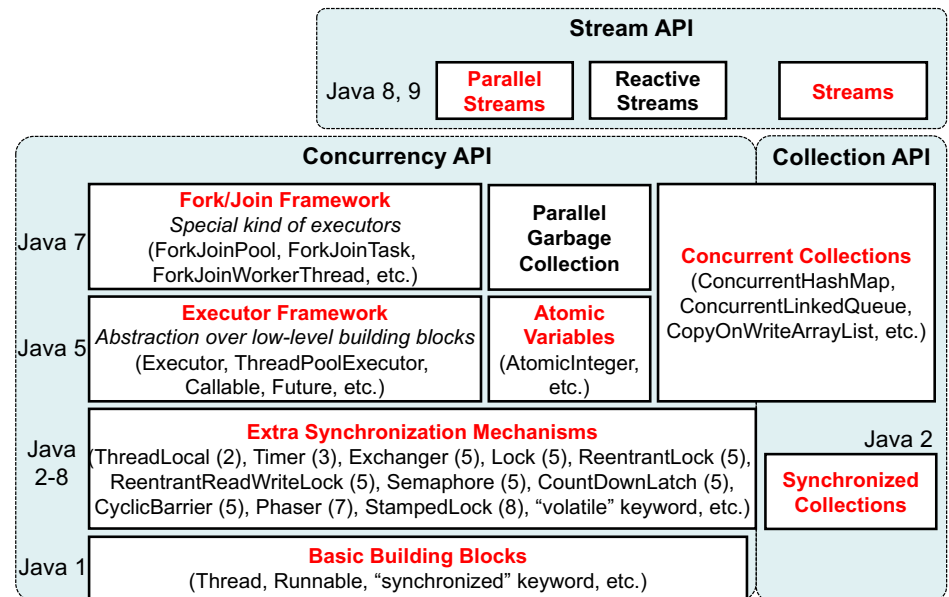 Stream API
Java 8, 9
Parallel
Streams
Reactive
Streams
Streams
Concurrency API
Collection API
Java 7
Fork/Join Framework
Special kind of executors
(ForkJoinPool, ForkJoinTask,
ForkJoinWorkerThread, etc.)
Parallel
Garbage
Collection
Concurrent Collections
(ConcurrentHashMap,
ConcurrentLinkedQueue,
CopyOnWriteArrayList, etc.)
Java 5
Executor Framework
Abstraction over low-level building blocks
(Executor, ThreadPoolExecutor,
Callable, Future, etc.)
Atomic
Variables
(AtomicInteger,
etc.)
Java
2-8
Extra Synchronization Mechanisms
(ThreadLocal (2), Timer (3), Exchanger (5), Lock (5), ReentrantLock (5),
ReentrantReadWriteLock (5), Semaphore (5), CountDownLatch (5),
CyclicBarrier (5), Phaser (7), StampedLock (8), “volatile” keyword, etc.)
Java 2
Synchronized
Collections
Java 1
Basic Building Blocks
(Thread, Runnable, “synchronized” keyword, etc.)